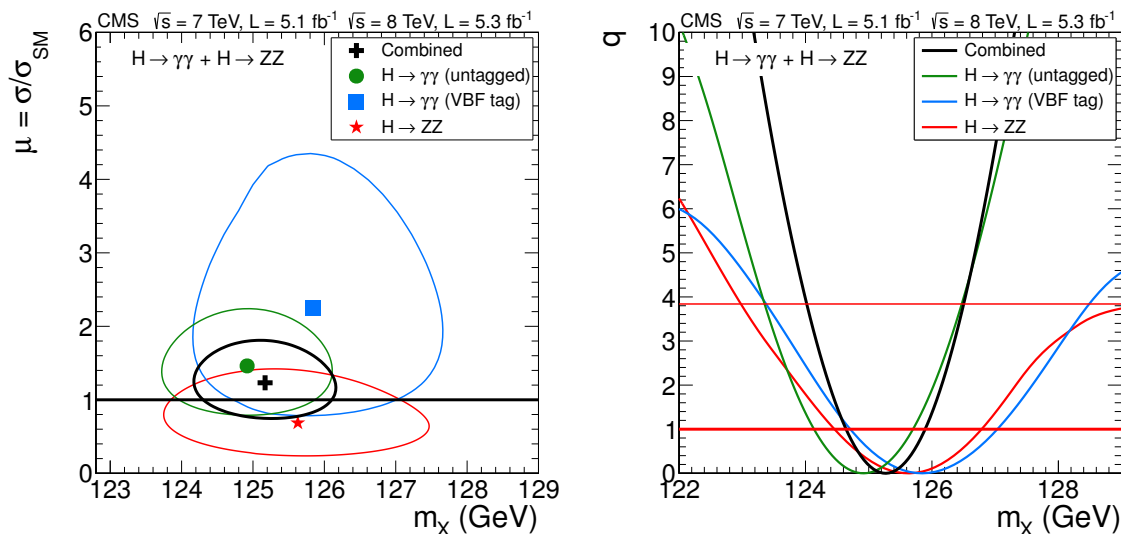 CMS √s = 7 TeV, L = 5.1 fb⁻¹ √s = 8 TeV, L = 5.3 fb⁻¹
H → γγ + H → ZZ
Combined
H → γγ (untagged)
H → γγ (VBF tag)
H → ZZ
μ = σ/σ_SM
6
5
4
3
2
1
0
123 124 125 126 127 128 129
m_X (GeV)
CMS √s = 7 TeV, L = 5.1 fb⁻¹ √s = 8 TeV, L = 5.3 fb⁻¹
H → γγ + H → ZZ
Combined
H → γγ (untagged)
H → γγ (VBF tag)
H → ZZ
q
10
9
8
7
6
5
4
3
2
1
0
122 124 126 128
m_X (GeV)